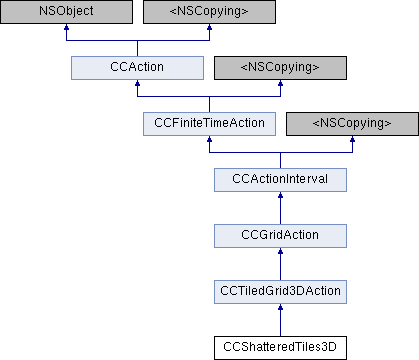 NSObject
<NSCopying>
CCAction
<NSCopying>
CCFiniteTimeAction
<NSCopying>
CCActionInterval
CCGridAction
CCTiledGrid3DAction
CCShatteredTiles3D